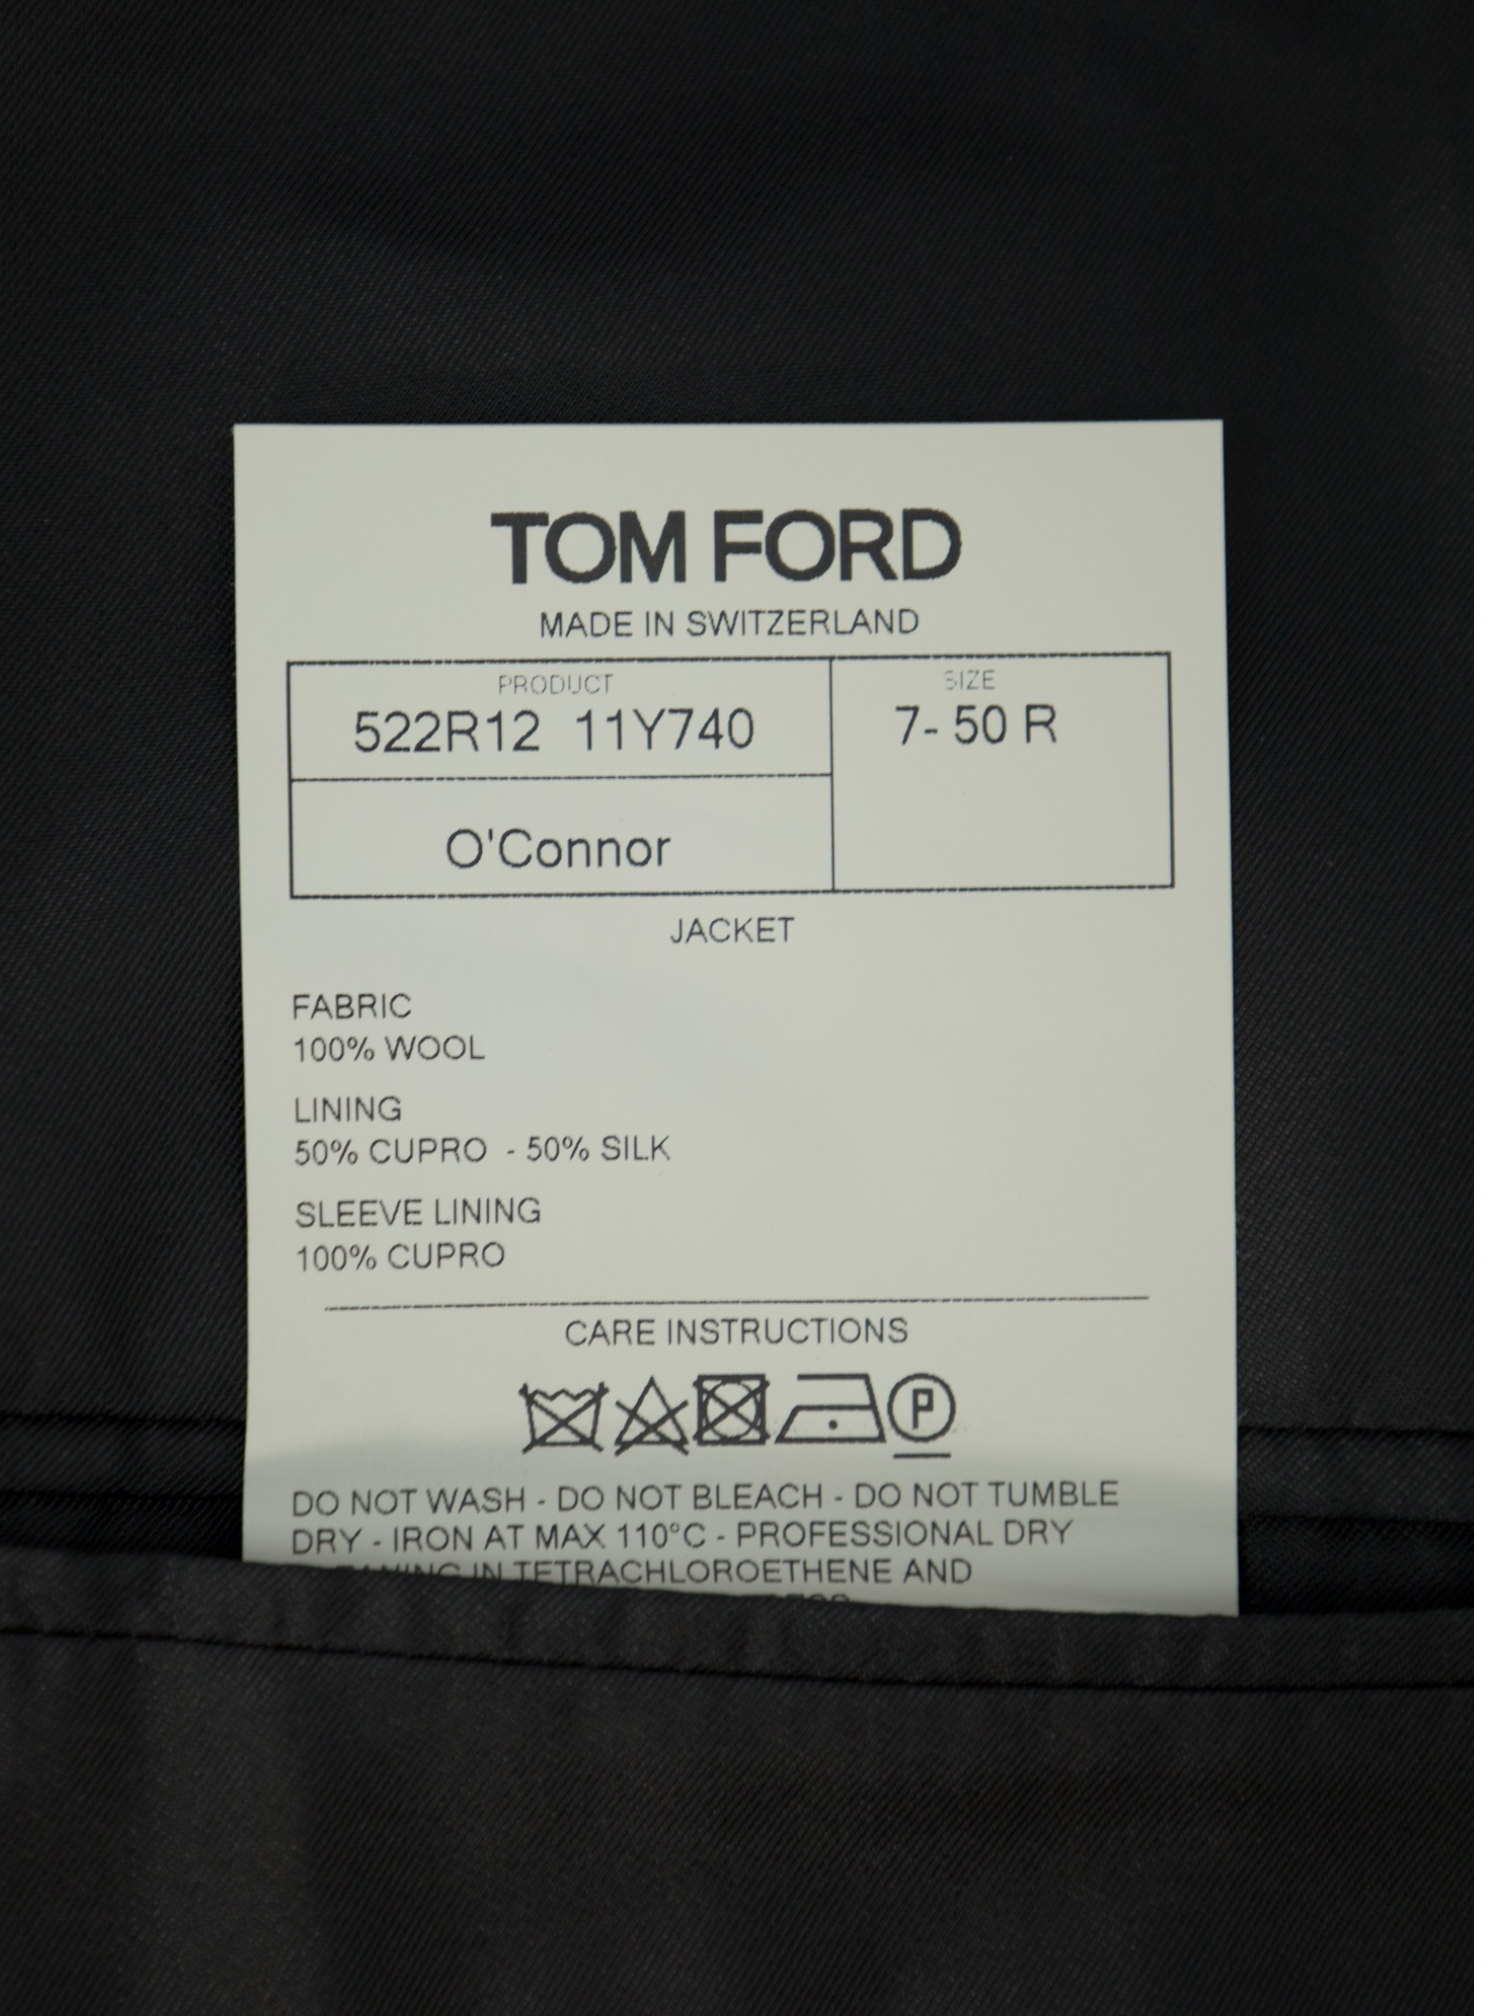 TOM FORD
MADE IN SWITZERLAND
PRODUCT
522R12 11Y740
SIZE
7- 50 R
O'Connor
JACKET
FABRIC
100% WOOL
LINING
50% CUPRO - 50% SILK
SLEEVE LINING
100% CUPRO
CARE INSTRUCTIONS
P
DO NOT WASH - DO NOT BLEACH - DO NOT TUMBLE
DRY - IRON AT MAX 110°C - PROFESSIONAL DRY
CLEANING IN TETRACHLOROETHENE AND